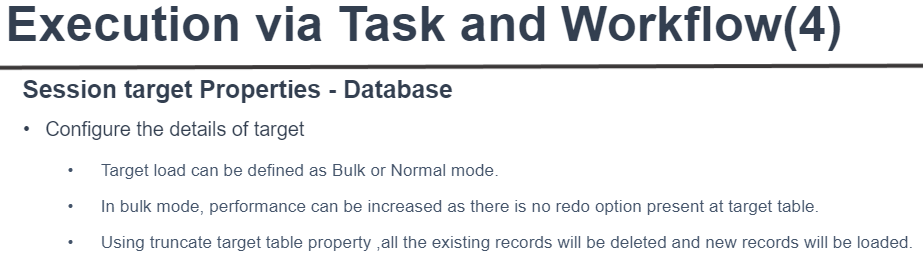 Execution via Task and Workflow(4)
Session target Properties - Database
• Configure the details of target
• Target load can be defined as Bulk or Normal mode.
• In bulk mode, performance can be increased as there is no redo option present at target table.
• Using truncate target table property ,all the existing records will be deleted and new records will be loaded.